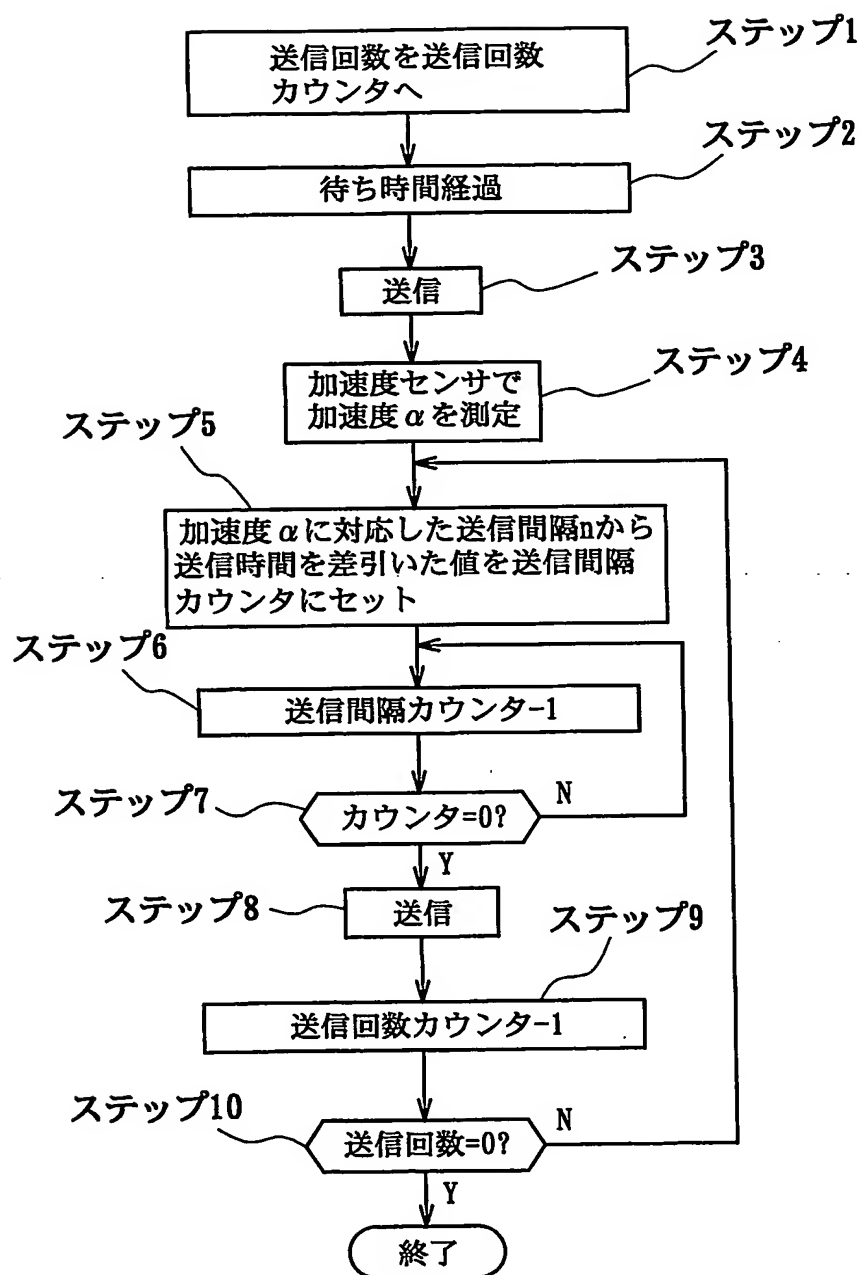 ステップ1
送信回数を送信回数
カウンタへ
ステップ2
待ち時間経過
ステップ3
送信
ステップ4
加速度センサで
加速度αを測定
ステップ5
加速度αに対応した送信間隔nから
送信時間を差引いた値を送信間隔
カウンタにセット
ステップ6
送信間隔カウンタ-1
ステップ7
カウンタ=0?
N
Y
ステップ8
送信
ステップ9
送信回数カウンタ-1
ステップ10
送信回数=0?
N
Y
終了